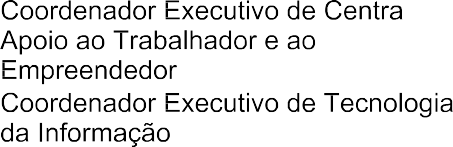 Coordenador Executivo de Centra
Apoio ao Trabalhador e ao
Empreendedor
Coordenador Executivo de Tecnologia
da Informação